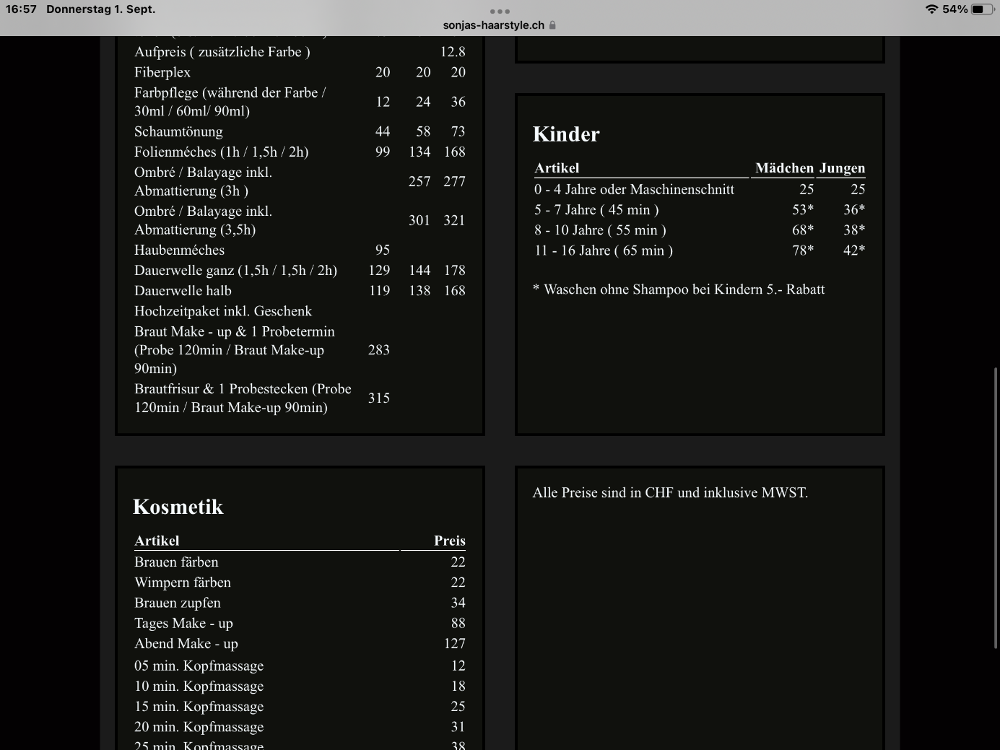 16:57 Donnerstag 1. Sept.
54%
sonjas-haarstyle.ch
Aufpreis ( zusätzliche Farbe ) 12.8
Fiberplex 20 20 20
Farbpflege (während der Farbe /
30ml / 60ml/ 90ml) 12 24 36
Schaumtönung 44 58 73
Folienméches (1h / 1,5h / 2h) 99 134 168
Ombré / Balayage inkl.
Abmattierung (3h ) 257 277
Ombré / Balayage inkl.
Abmattierung (3,5h) 301 321
Haubenméches 95
Dauerwelle ganz (1,5h / 1,5h / 2h) 129 144 178
Dauerwelle halb 119 138 168
Hochzeitpaket inkl. Geschenk
Braut Make - up & 1 Probetermin
(Probe 120min / Braut Make-up 283
90min)
Brautfrisur & 1 Probestecken (Probe
120min / Braut Make-up 90min) 315
Kinder
Artikel Mädchen Jungen
0 - 4 Jahre oder Maschinenschnitt 25 25
5 - 7 Jahre ( 45 min ) 53* 36*
8 - 10 Jahre ( 55 min ) 68* 38*
11 - 16 Jahre ( 65 min ) 78* 42*
* Waschen ohne Shampoo bei Kindern 5.- Rabatt
Kosmetik
Artikel Preis
Brauen färben 22
Wimpern färben 22
Brauen zupfen 34
Tages Make - up 88
Abend Make - up 127
05 min. Kopfmassage 12
10 min. Kopfmassage 18
15 min. Kopfmassage 25
20 min. Kopfmassage 31
25 min. Kopfmassage 38
Alle Preise sind in CHF und inklusive MWST.